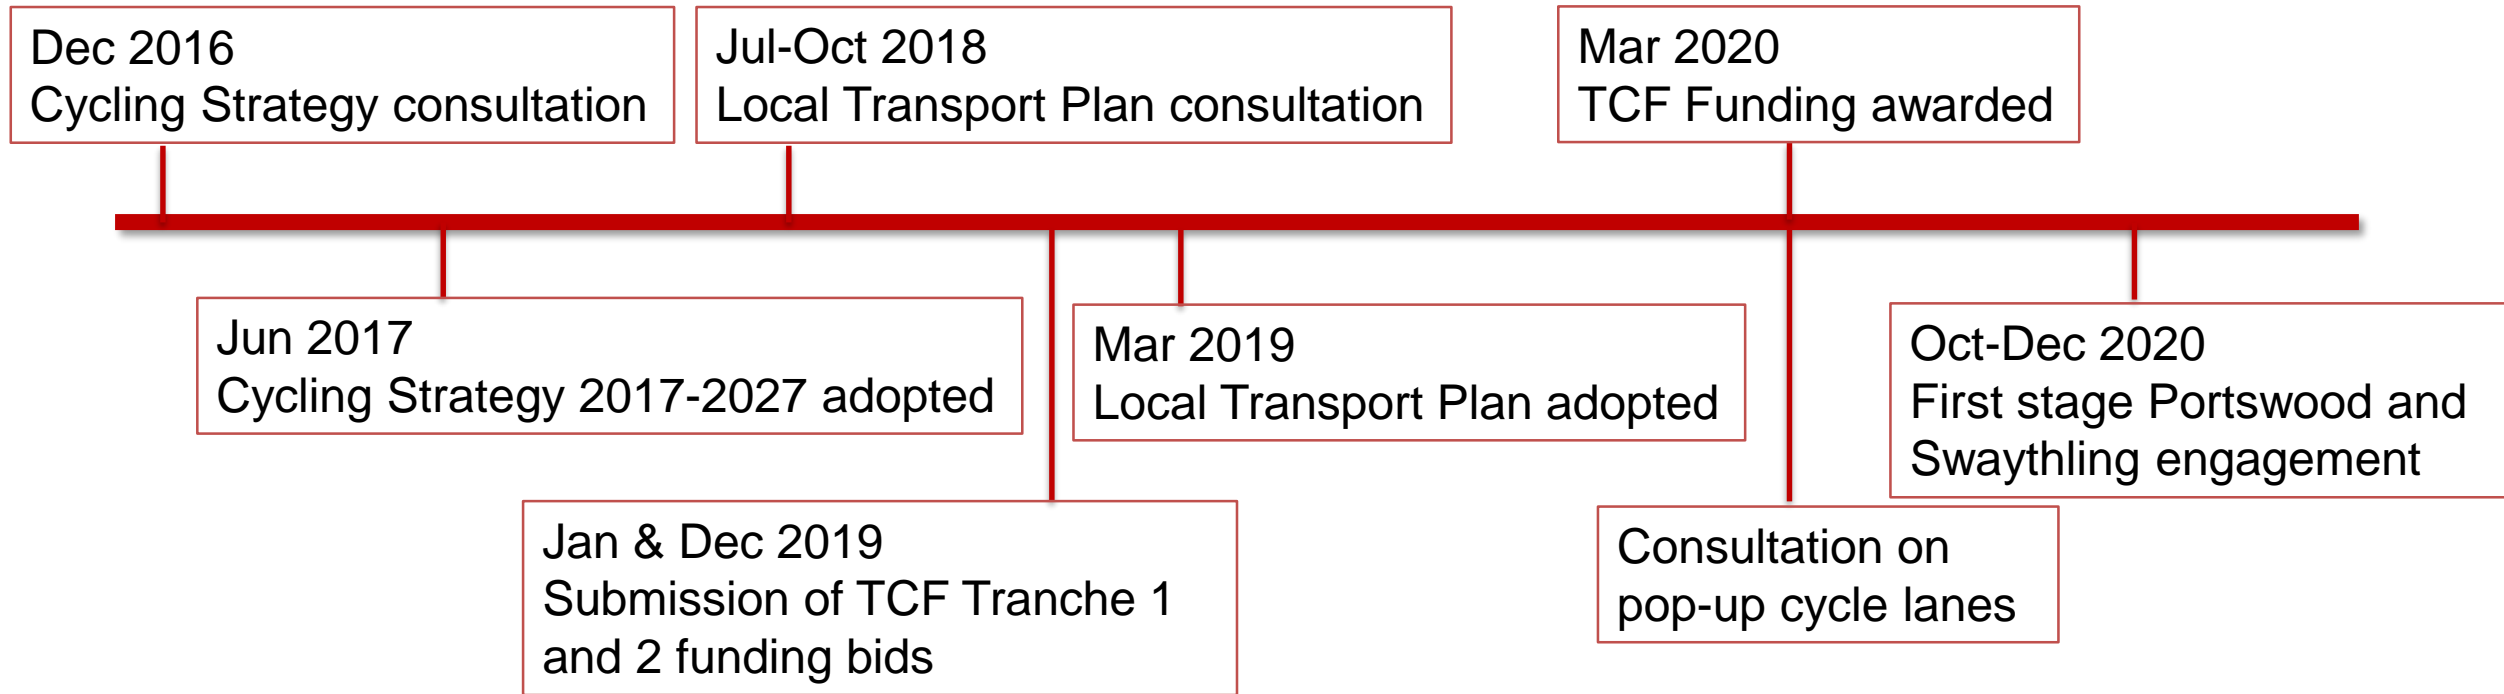 Dec 2016
Cycling Strategy consultation
Jul-Oct 2018
Local Transport Plan consultation
Mar 2020
TCF Funding awarded
Jun 2017
Cycling Strategy 2017-2027 adopted
Mar 2019
Local Transport Plan adopted
Oct-Dec 2020
First stage Portswood and
Swaythling engagement
Jan & Dec 2019
Submission of TCF Tranche 1
and 2 funding bids
Consultation on
pop-up cycle lanes